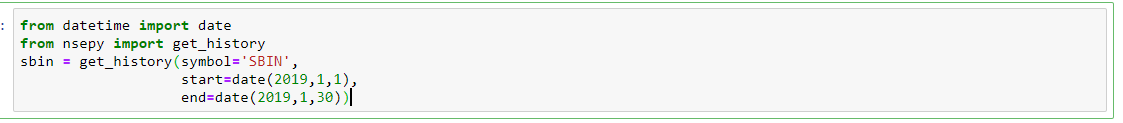 :
from datetime import date
from nsepy import get_history
sbin = get_history(symbol='SBIN',
                   start=date(2019,1,1),
                   end=date(2019,1,30))